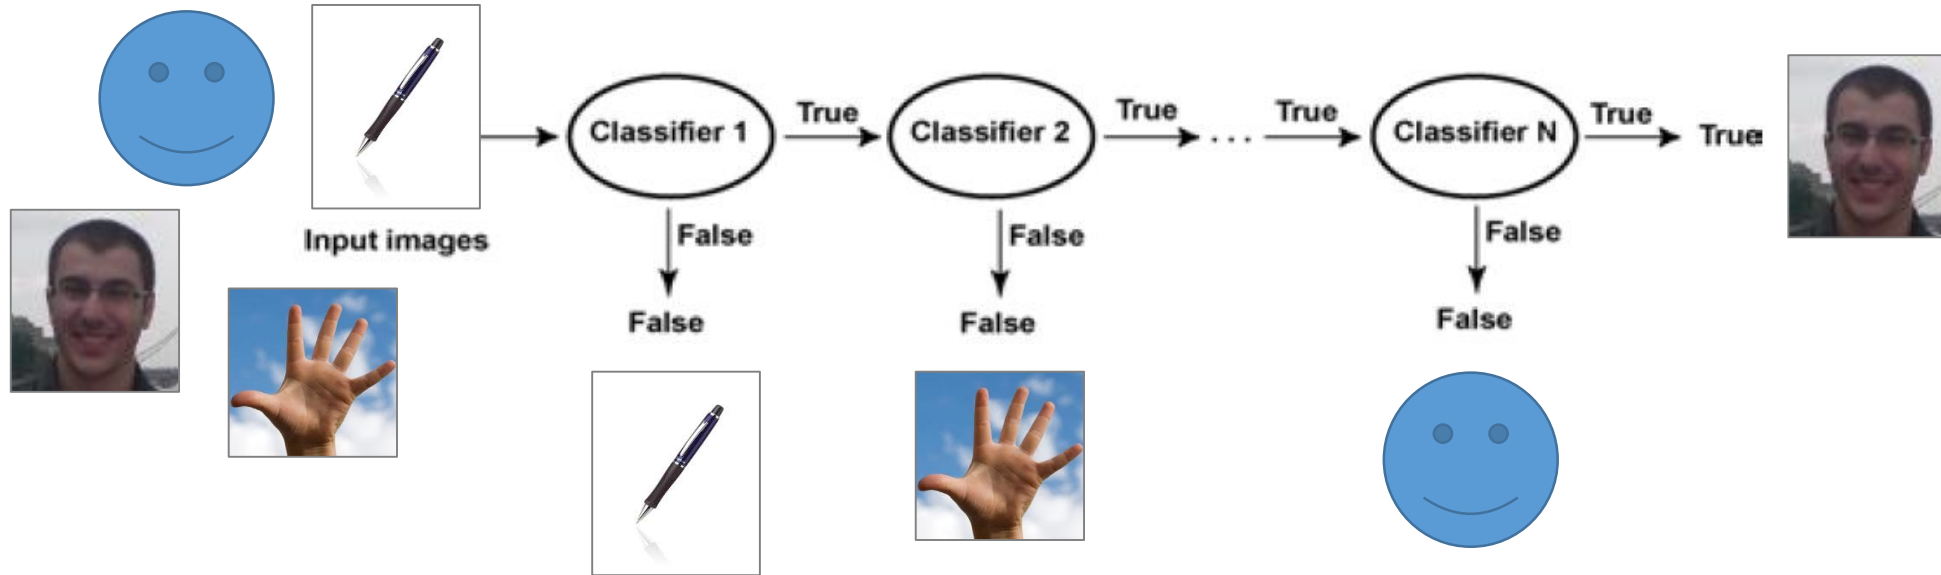 Input images
Classifier 1
True
Classifier 2
True
. . .
True
Classifier N
True
True
False
False
False
False
False
False